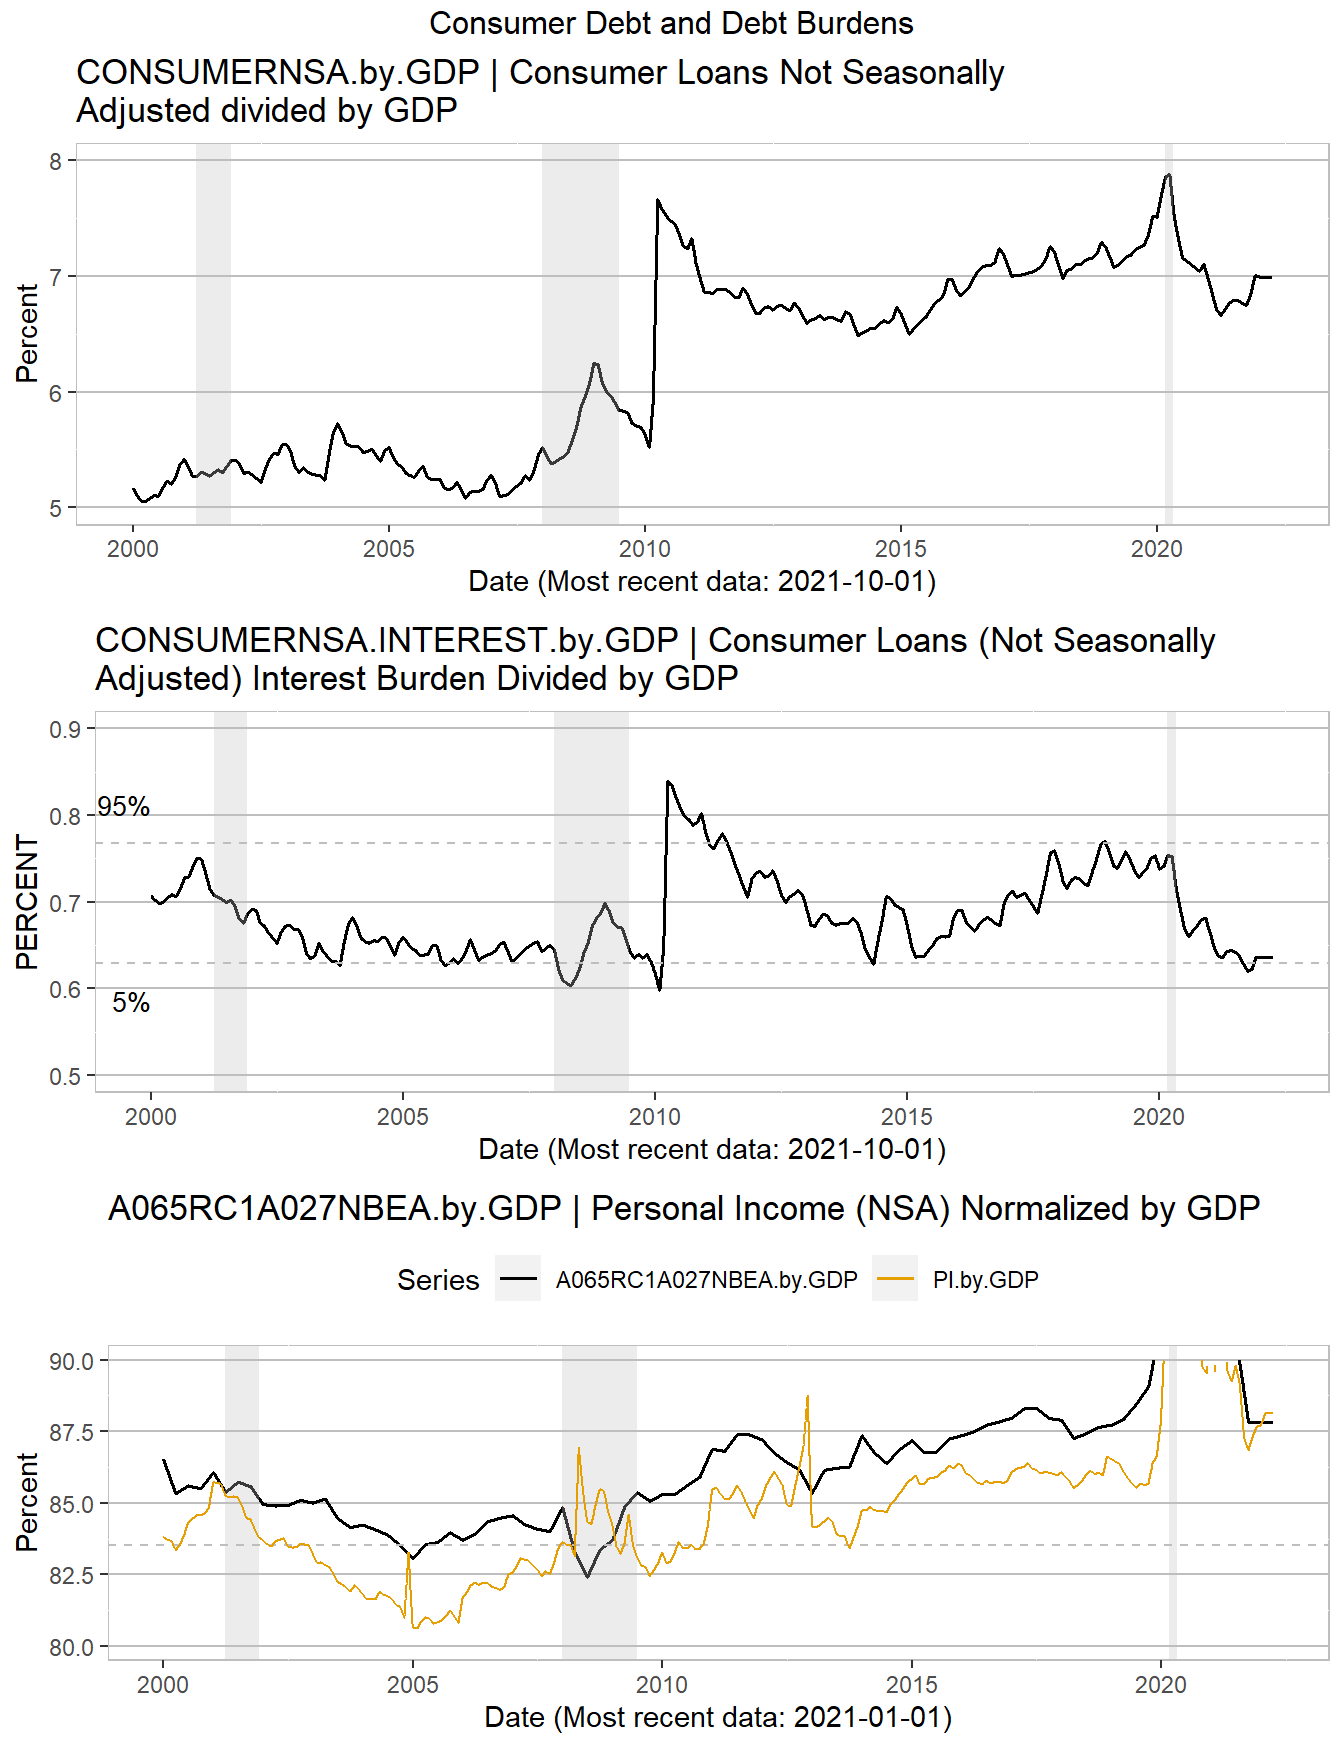 Consumer Debt and Debt Burdens
CONSUMERNSA.by.GDP | Consumer Loans Not Seasonally
Adjusted divided by GDP
8
7
6
5
Percent
2000 2005 2010 2015 2020
Date (Most recent data: 2021-10-01)
CONSUMERNSA.INTEREST.by.GDP | Consumer Loans (Not Seasonally
Adjusted) Interest Burden Divided by GDP
0.9
0.8
0.7
0.6
0.5
95%
5%
PERCENT
2000 2005 2010 2015 2020
Date (Most recent data: 2021-10-01)
A065RC1A027NBEA.by.GDP | Personal Income (NSA) Normalized by GDP
Series A065RC1A027NBEA.by.GDP PI.by.GDP
90.0
87.5
85.0
82.5
80.0
Percent
2000 2005 2010 2015 2020
Date (Most recent data: 2021-01-01)